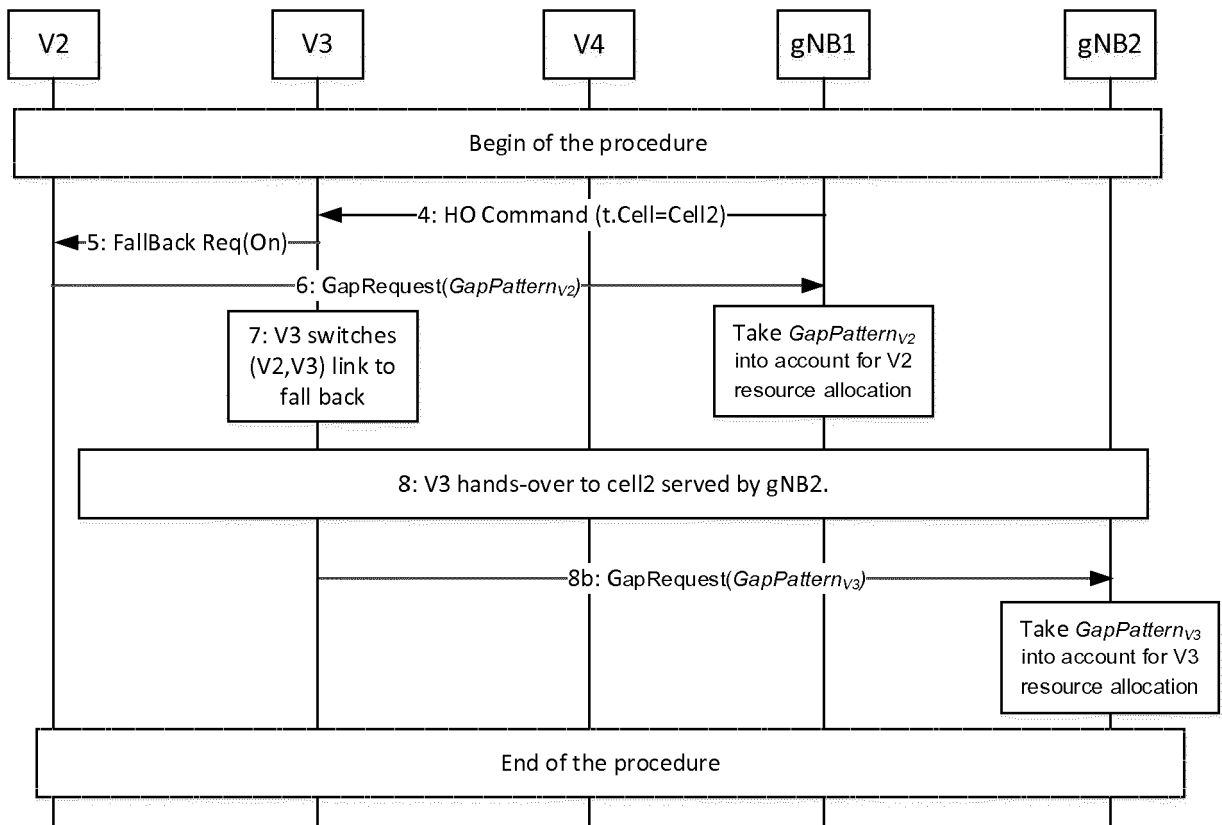 V2
V3
V4
gNB1
gNB2
Begin of the procedure
4: HO Command (t.Cell=Cell2)
5: FallBack Req(On)
6: GapRequest(GapPatternV2)
7: V3 switches
(V2,V3) link to
fall back
Take GapPatternV2
into account for V2
resource allocation
8: V3 hands-over to cell2 served by gNB2.
8b: GapRequest(GapPatternV3)
Take GapPatternV3
into account for V3
resource allocation
End of the procedure